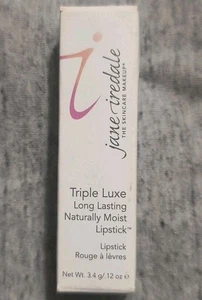 jane iredale
THE SKINCARE MAKEUP®
Triple Luxe
Long Lasting
Naturally Moist
Lipstick™
Lipstick
Rouge à lèvres
Net Wt. 3.4 g/.12 oz e